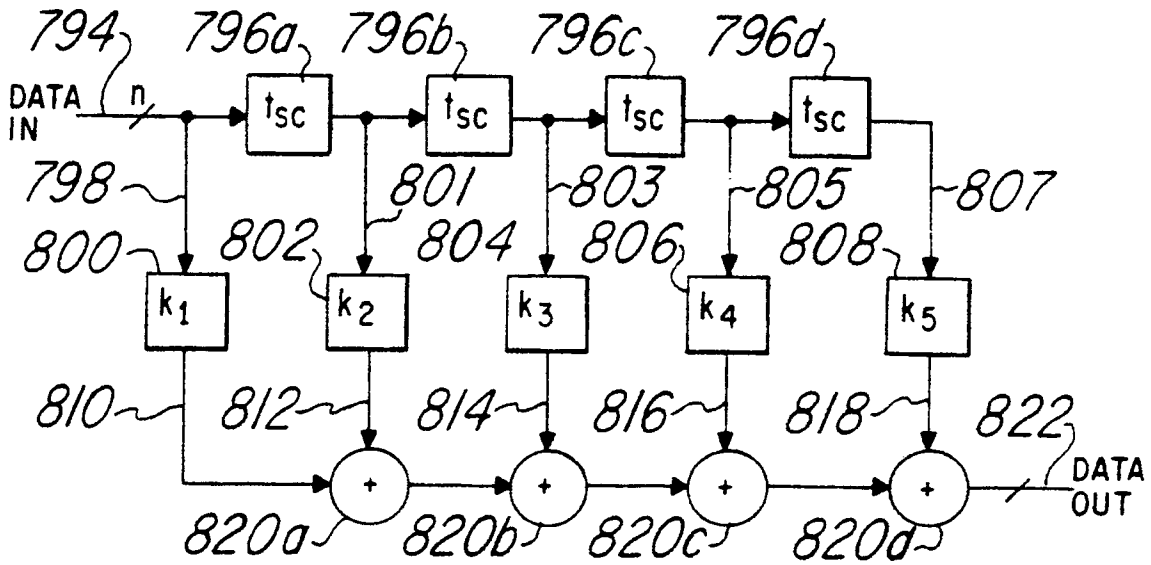 794 796a 796b 796c 796d
DATA IN n tsc tsc tsc tsc
798 801 803 805 807
800 802 804 806 808
k1 k2 k3 k4 k5
810 812 814 816 818 822
+ + + + DATA OUT
820a 820b 820c 820d